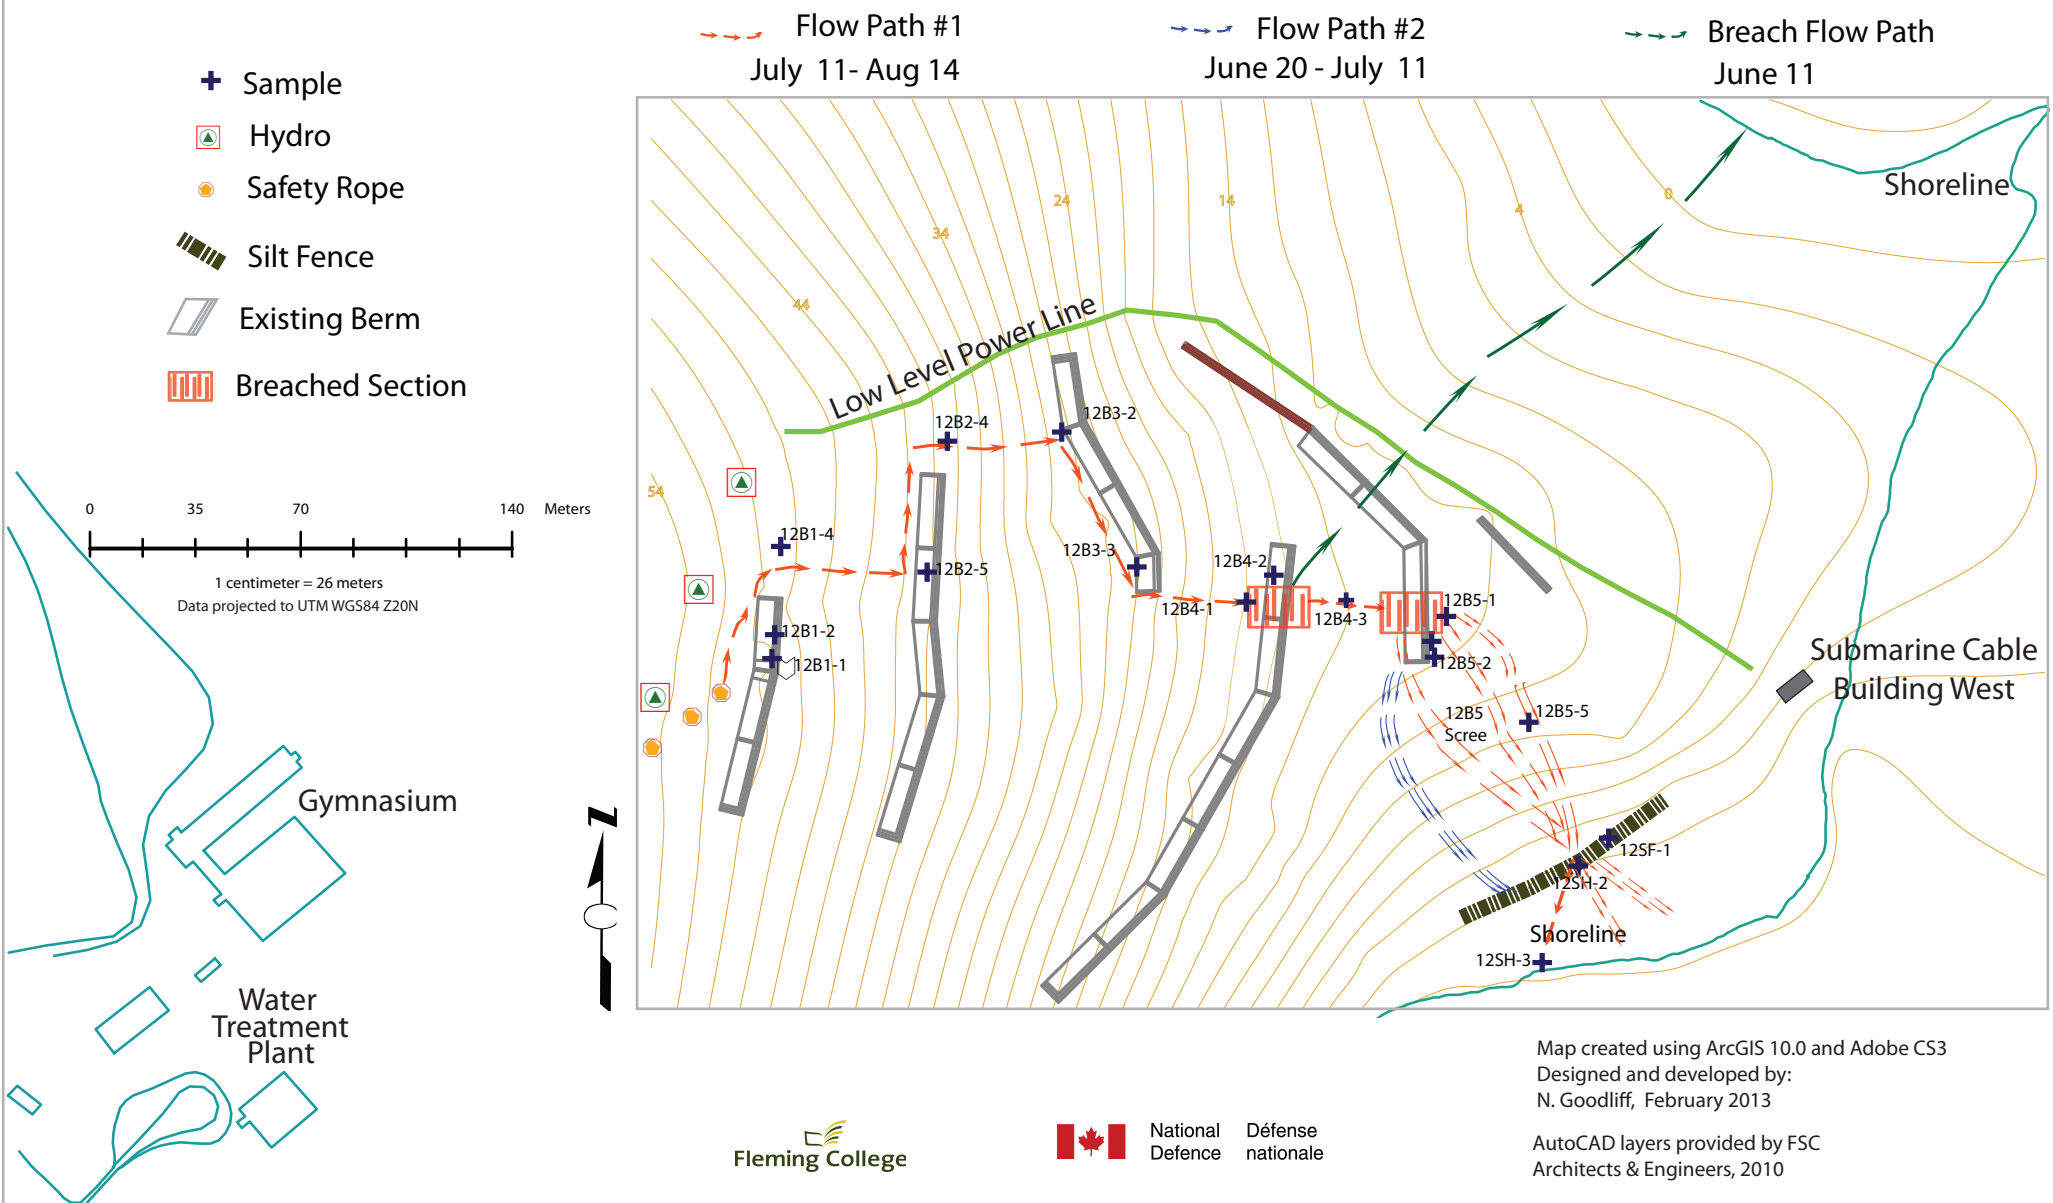 Flow Path #1
July 11- Aug 14
Flow Path #2
June 20 - July 11
Breach Flow Path
June 11
Sample
Hydro
Safety Rope
Silt Fence
Existing Berm
Breached Section
0 35 70 140 Meters
1 centimeter = 26 meters
Data projected to UTM WGS84 Z20N
Gymnasium
Water
Treatment
Plant
54
44
34
24
14
4
0
Shoreline
Low Level Power Line
12B2-4
12B3-2
12B1-4
12B2-5
12B3-3
12B4-2
12B1-2
12B1-1
12B4-1
12B4-3
12B5-1
12B5-2
12B5
Scree
12B5-5
Submarine Cable
Building West
12SF-1
12SH-2
Shoreline
12SH-3
Map created using ArcGIS 10.0 and Adobe CS3
Designed and developed by:
N. Goodliff, February 2013
AutoCAD layers provided by FSC
Architects & Engineers, 2010
Fleming College
National Défense
Defence nationale